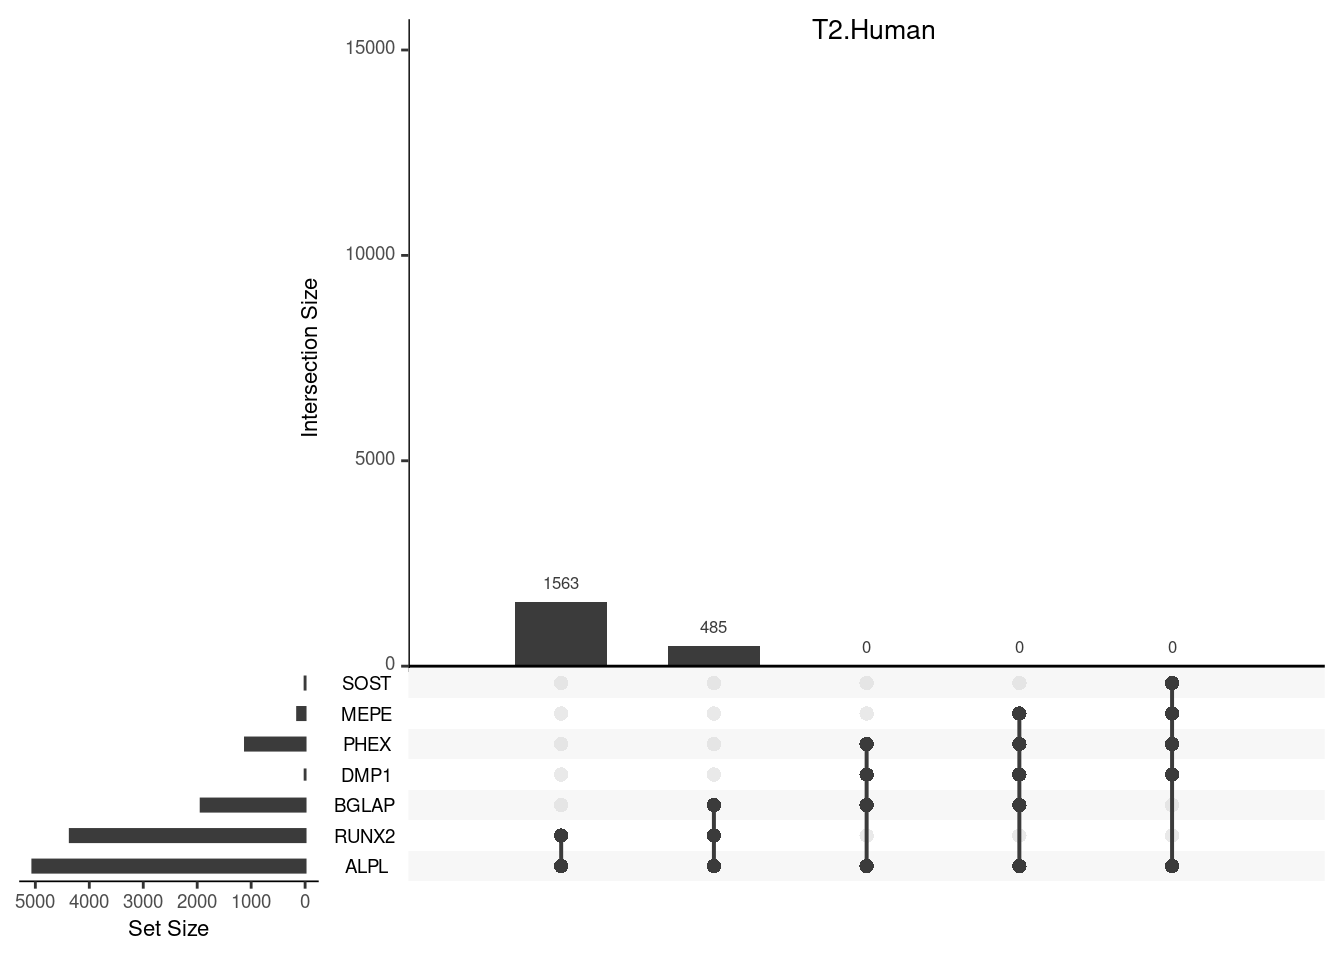 T2.Human
15000
10000
5000
0
Intersection Size
1563
485
0
0
0
SOST
MEPE
PHEX
DMP1
BGLAP
RUNX2
ALPL
5000 4000 3000 2000 1000 0
Set Size